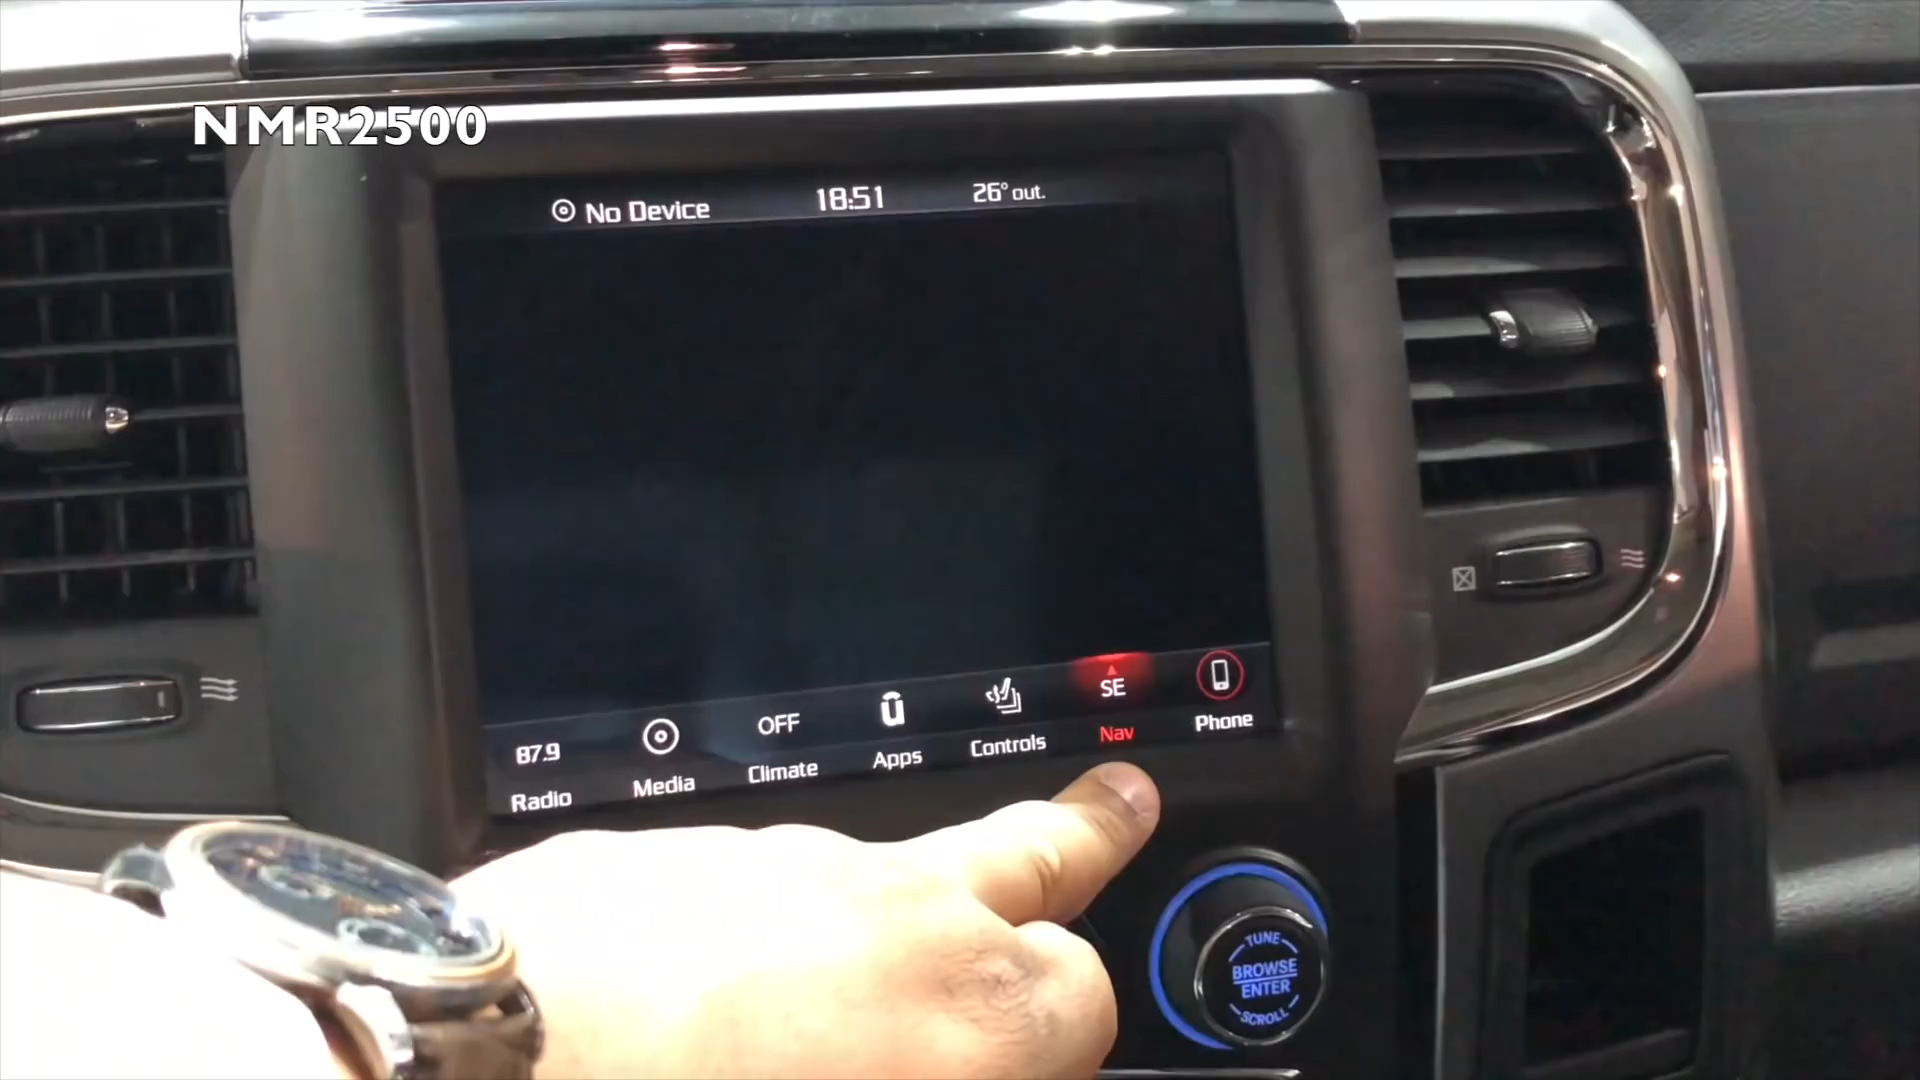 NMR2500
No Device 18:51 26° out.
87.9 OFF SE
Radio Media Climate Apps Controls Nav Phone
TUNE
BROWSE
ENTER
SCROLL